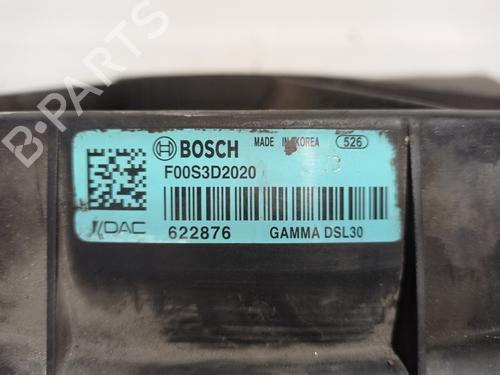 B-PARTS
BOSCH
MADE IN KOREA
526
F00S3D2020
DAC
622876
GAMMA DSL30